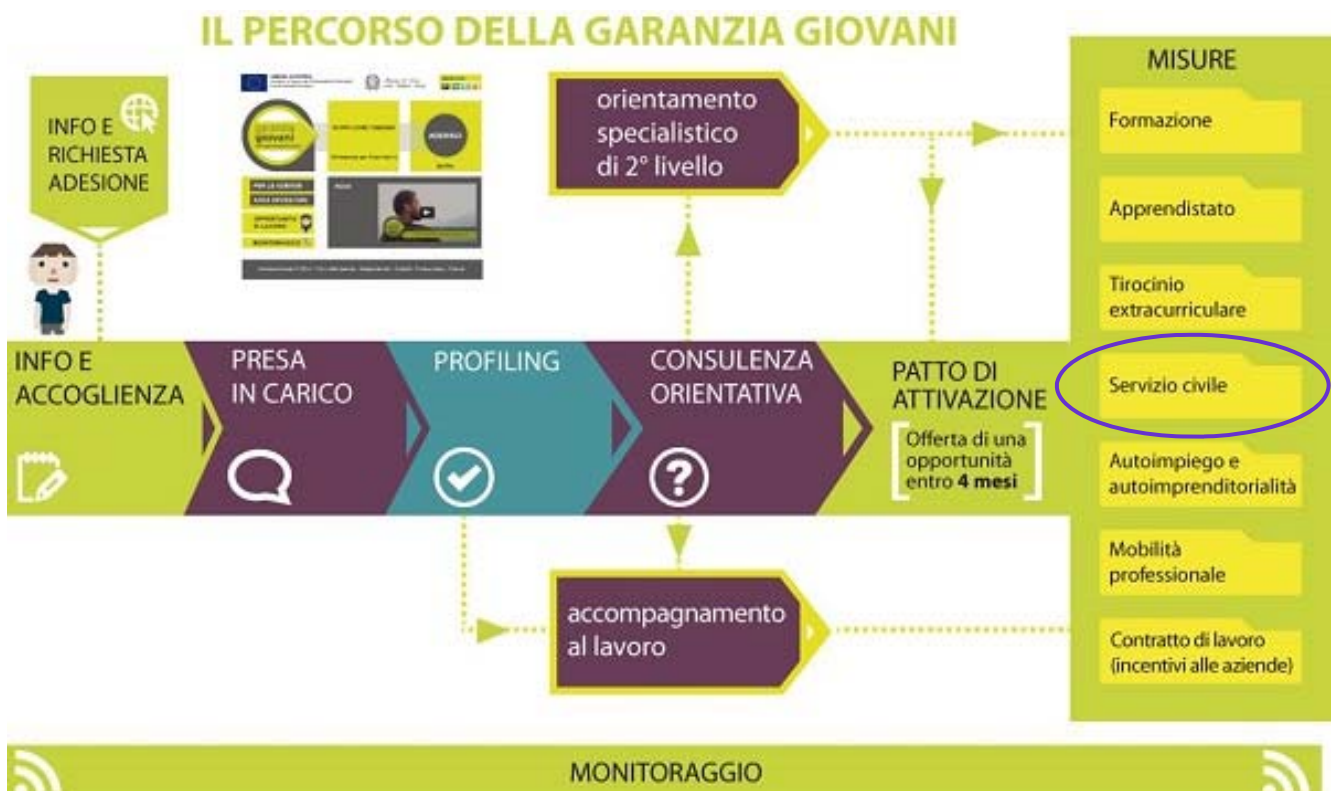 IL PERCORSO DELLA GARANZIA GIOVANI
INFO E
RICHIESTA
ADESIONE
giovani
orientamento
specialistico
di 2° livello
INFO E
ACCOGLIENZA
PRESA
IN CARICO
PROFILING
CONSULENZA
ORIENTATIVA
PATTO DI
ATTIVAZIONE
Offerta di una
opportunità
entro 4 mesi
accompagnamento
al lavoro
MISURE
Formazione
Apprendistato
Tirocinio
extracurriculare
Servizio civile
Autoimpiego e
autoimprenditorialità
Mobilità
professionale
Contratto di lavoro
(incentivi alle aziende)
MONITORAGGIO